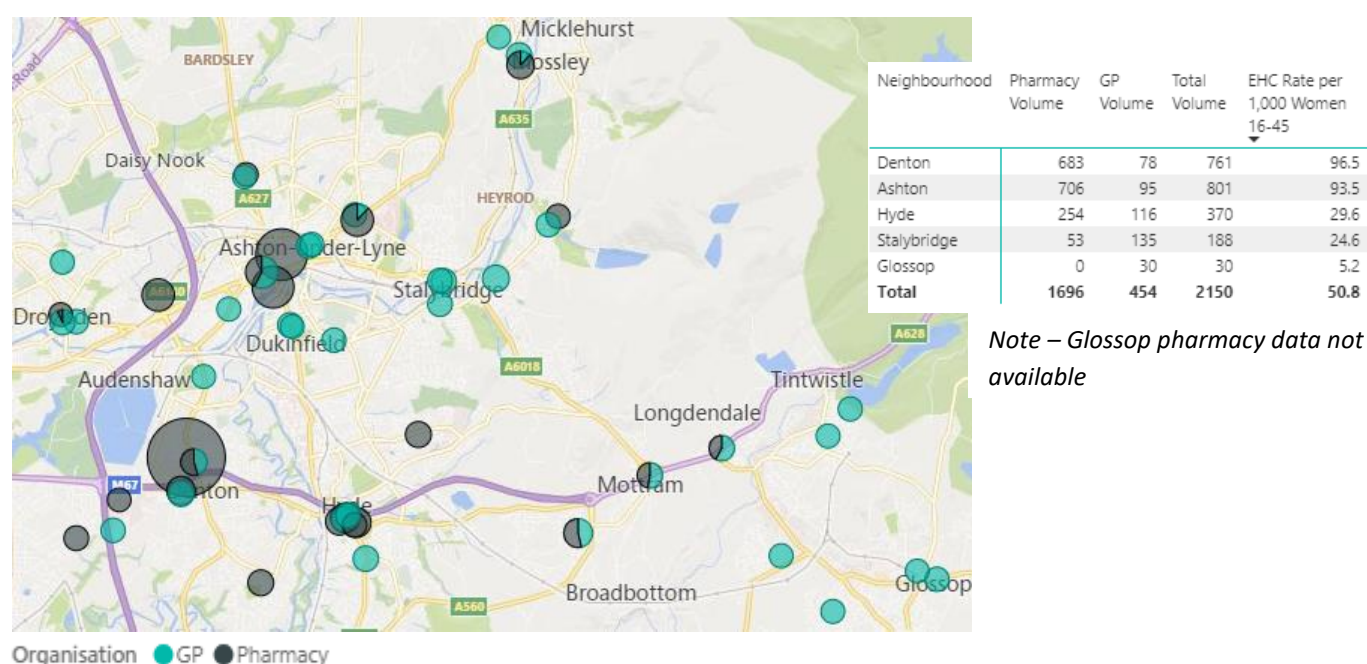 Micklehurst
BARDSLEY
Mossley
Road
A635
Daisy Nook
A627
HEYROD
Ashton-under-Lyne
Stalybridge
Droylsden
Dukinfield
A628
A6018
Audenshaw
Tintwistle
Longdendale
M67
Denton
Mottram
Hyde
Broadbottom
Glossop
A560
Organisation GP Pharmacy
Neighbourhood Pharmacy GP Total EHC Rate per
Volume Volume Volume 1,000 Women
16-45
Denton 683 78 761 96.5
Ashton 706 95 801 93.5
Hyde 254 116 370 29.6
Stalybridge 53 135 188 24.6
Glossop 0 30 30 5.2
Total 1696 454 2150 50.8
Note – Glossop pharmacy data not
available